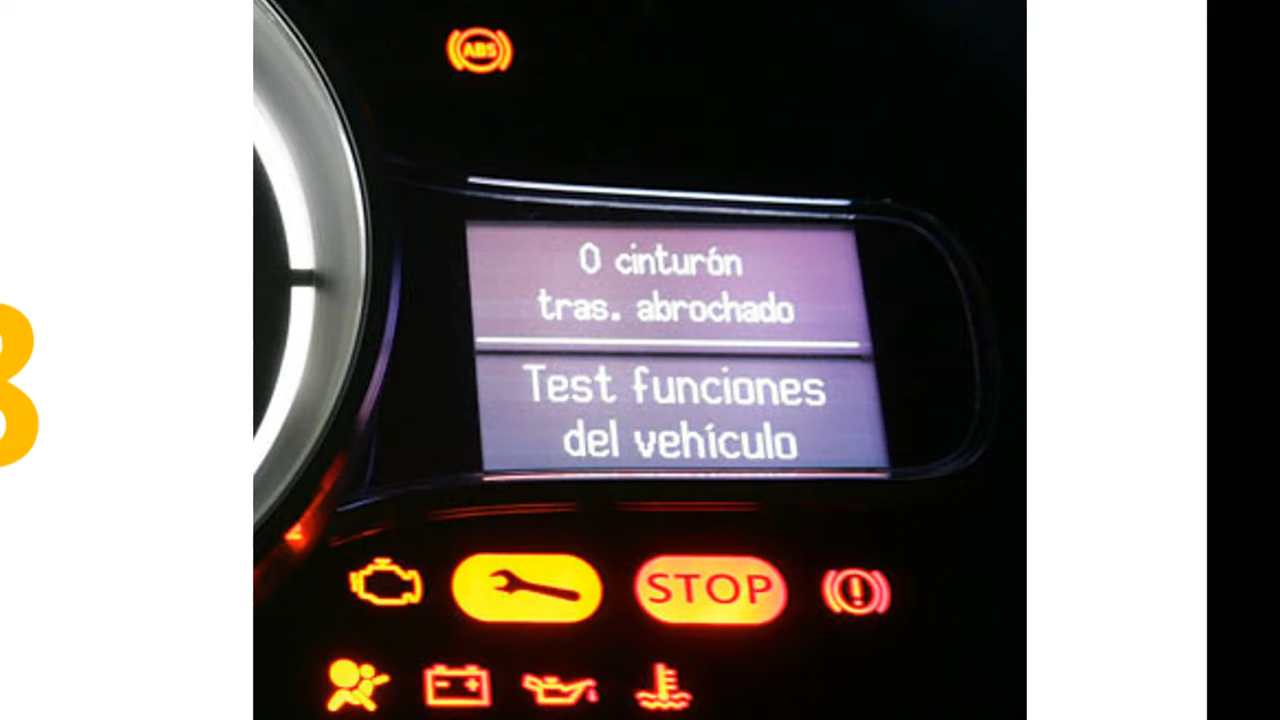 ABS
0 cinturón
tras. abrochado
Test funciones
del vehículo
STOP